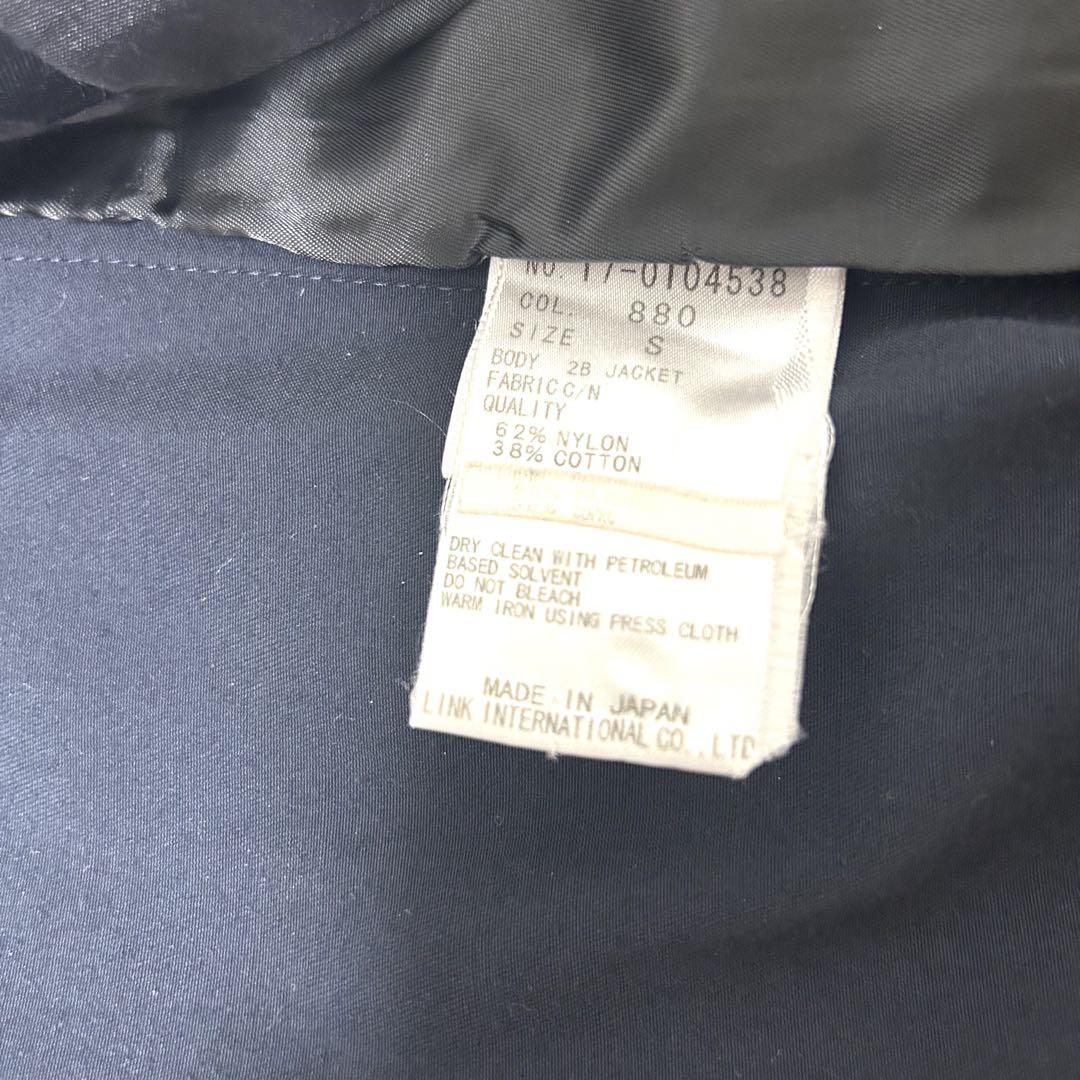 NO. 17-0104538
COL. 880
SIZE S
BODY 2B JACKET
FABRIC C/N
QUALITY
62% NYLON
38% COTTON
DRY CLEAN WITH PETROLEUM
BASED SOLVENT
DO NOT BLEACH
WARM IRON USING PRESS CLOTH
MADE IN JAPAN
LINK INTERNATIONAL CO.,LTD